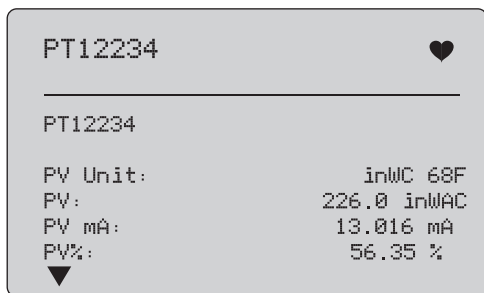 PT12234
PT12234
PV Unit: inWC 68F
PV: 226.0 inWAC
PV mA: 13.016 mA
PV%: 56.35 %